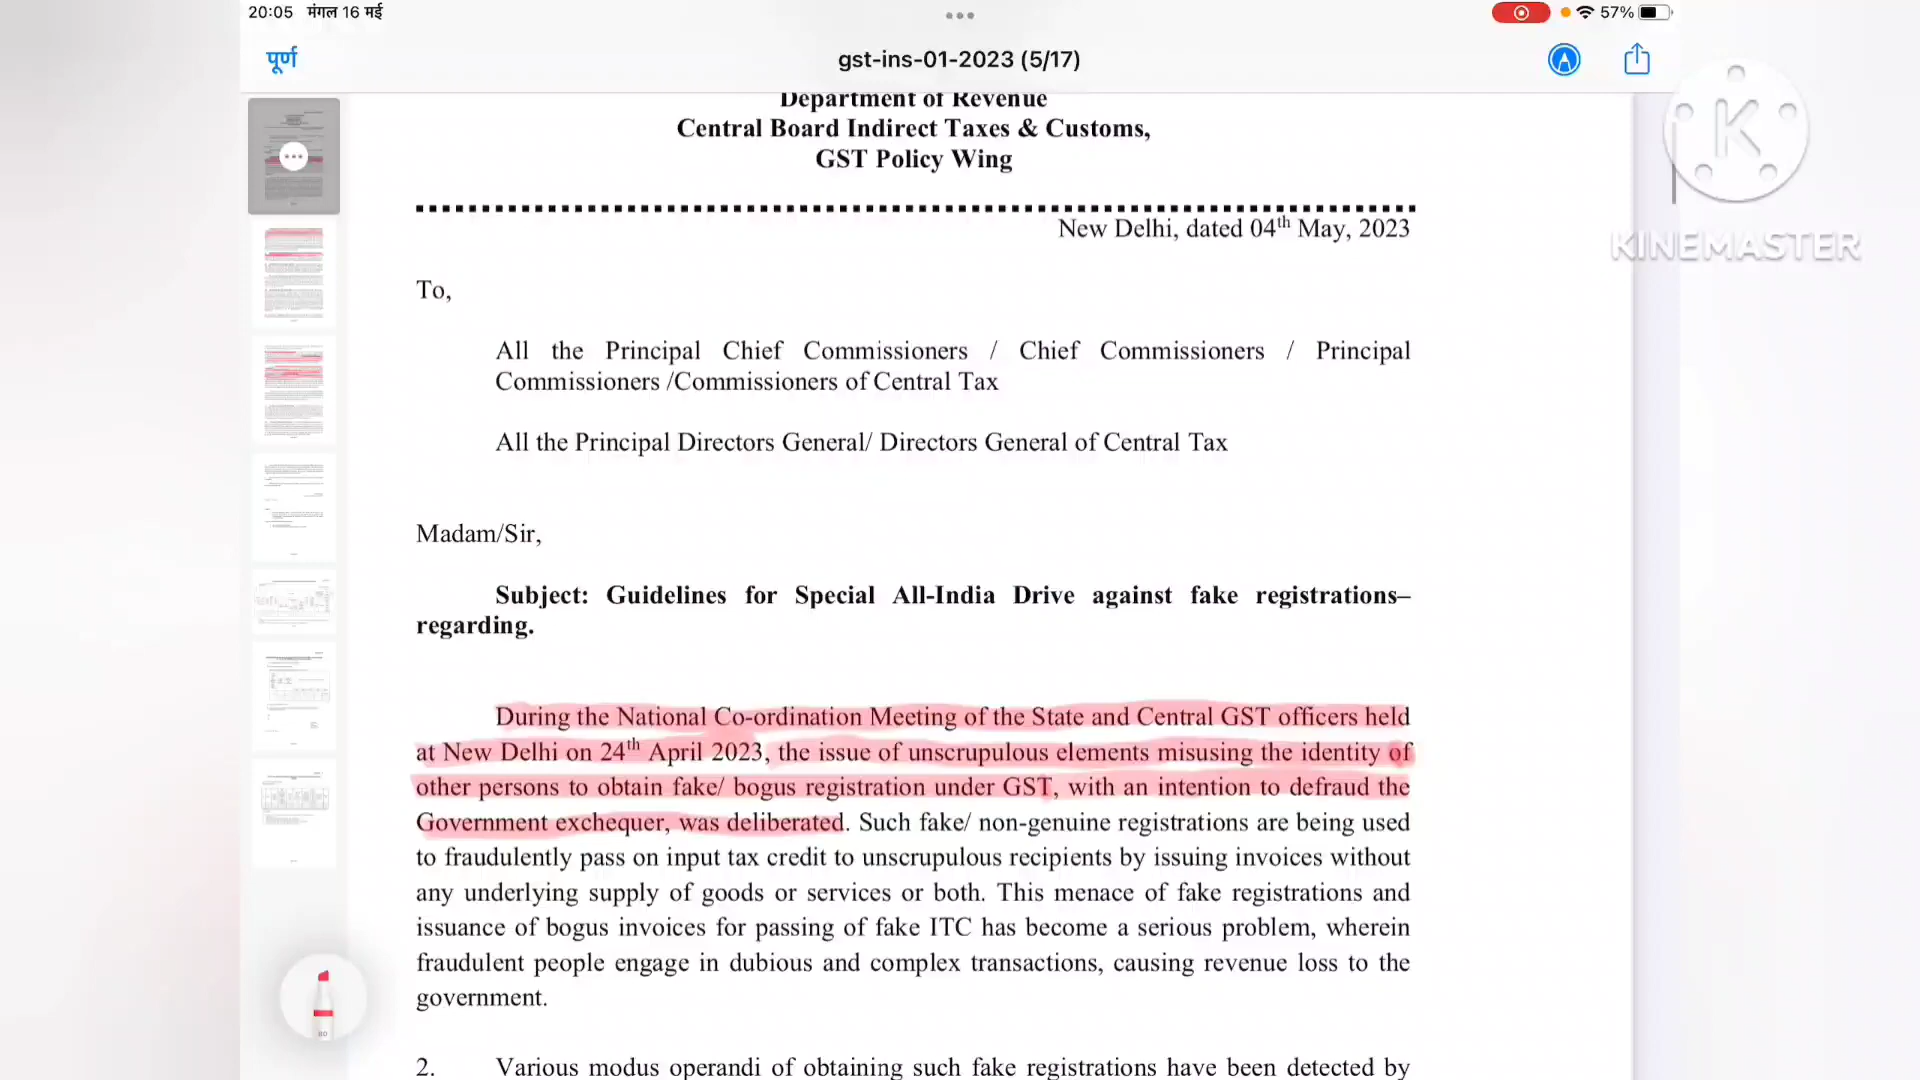 20:05 मंगल 16 मई
57%
पूर्ण
gst-ins-01-2023 (5/17)
Department of Revenue
Central Board Indirect Taxes & Customs,
GST Policy Wing
New Delhi, dated 04th May, 2023
To,
All the Principal Chief Commissioners / Chief Commissioners / Principal
Commissioners /Commissioners of Central Tax
All the Principal Directors General/ Directors General of Central Tax
Madam/Sir,
Subject: Guidelines for Special All-India Drive against fake registrations–
regarding.
During the National Co-ordination Meeting of the State and Central GST officers held
at New Delhi on 24th April 2023, the issue of unscrupulous elements misusing the identity of
other persons to obtain fake/ bogus registration under GST, with an intention to defraud the
Government exchequer, was deliberated. Such fake/ non-genuine registrations are being used
to fraudulently pass on input tax credit to unscrupulous recipients by issuing invoices without
any underlying supply of goods or services or both. This menace of fake registrations and
issuance of bogus invoices for passing of fake ITC has become a serious problem, wherein
fraudulent people engage in dubious and complex transactions, causing revenue loss to the
government.
2. Various modus operandi of obtaining such fake registrations have been detected by
K
KINEMASTER
80